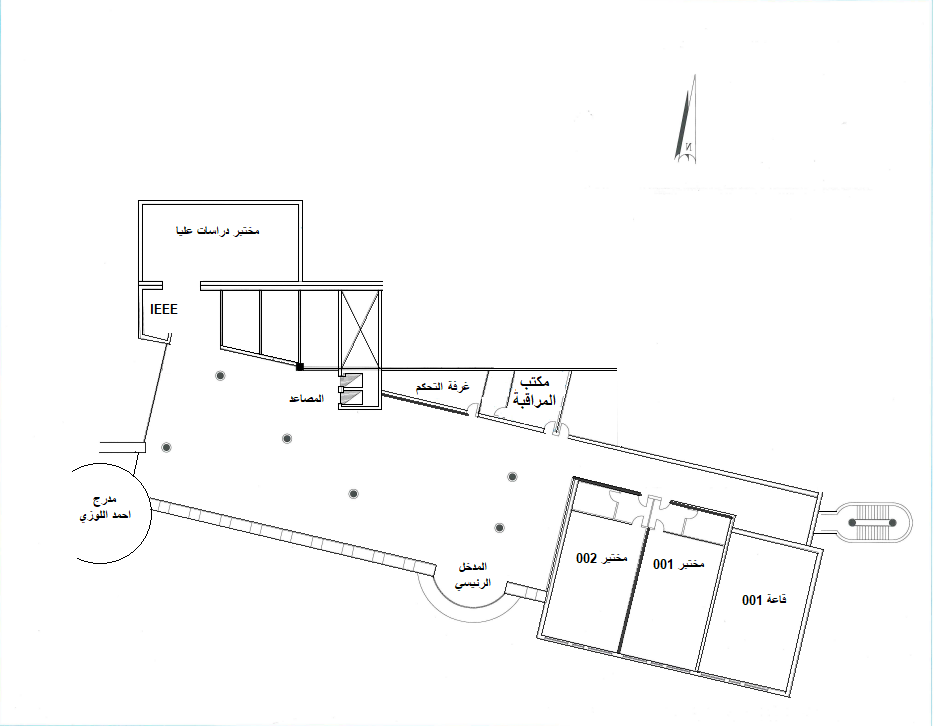 N
مختبر دراسات عليا
IEEE
المصاعد
غرفة التحكم
مكتب
المراقبة
مدرج
احمد اللوزي
المدخل
الرئيسي
مختبر 002
مختبر 001
قاعة 001